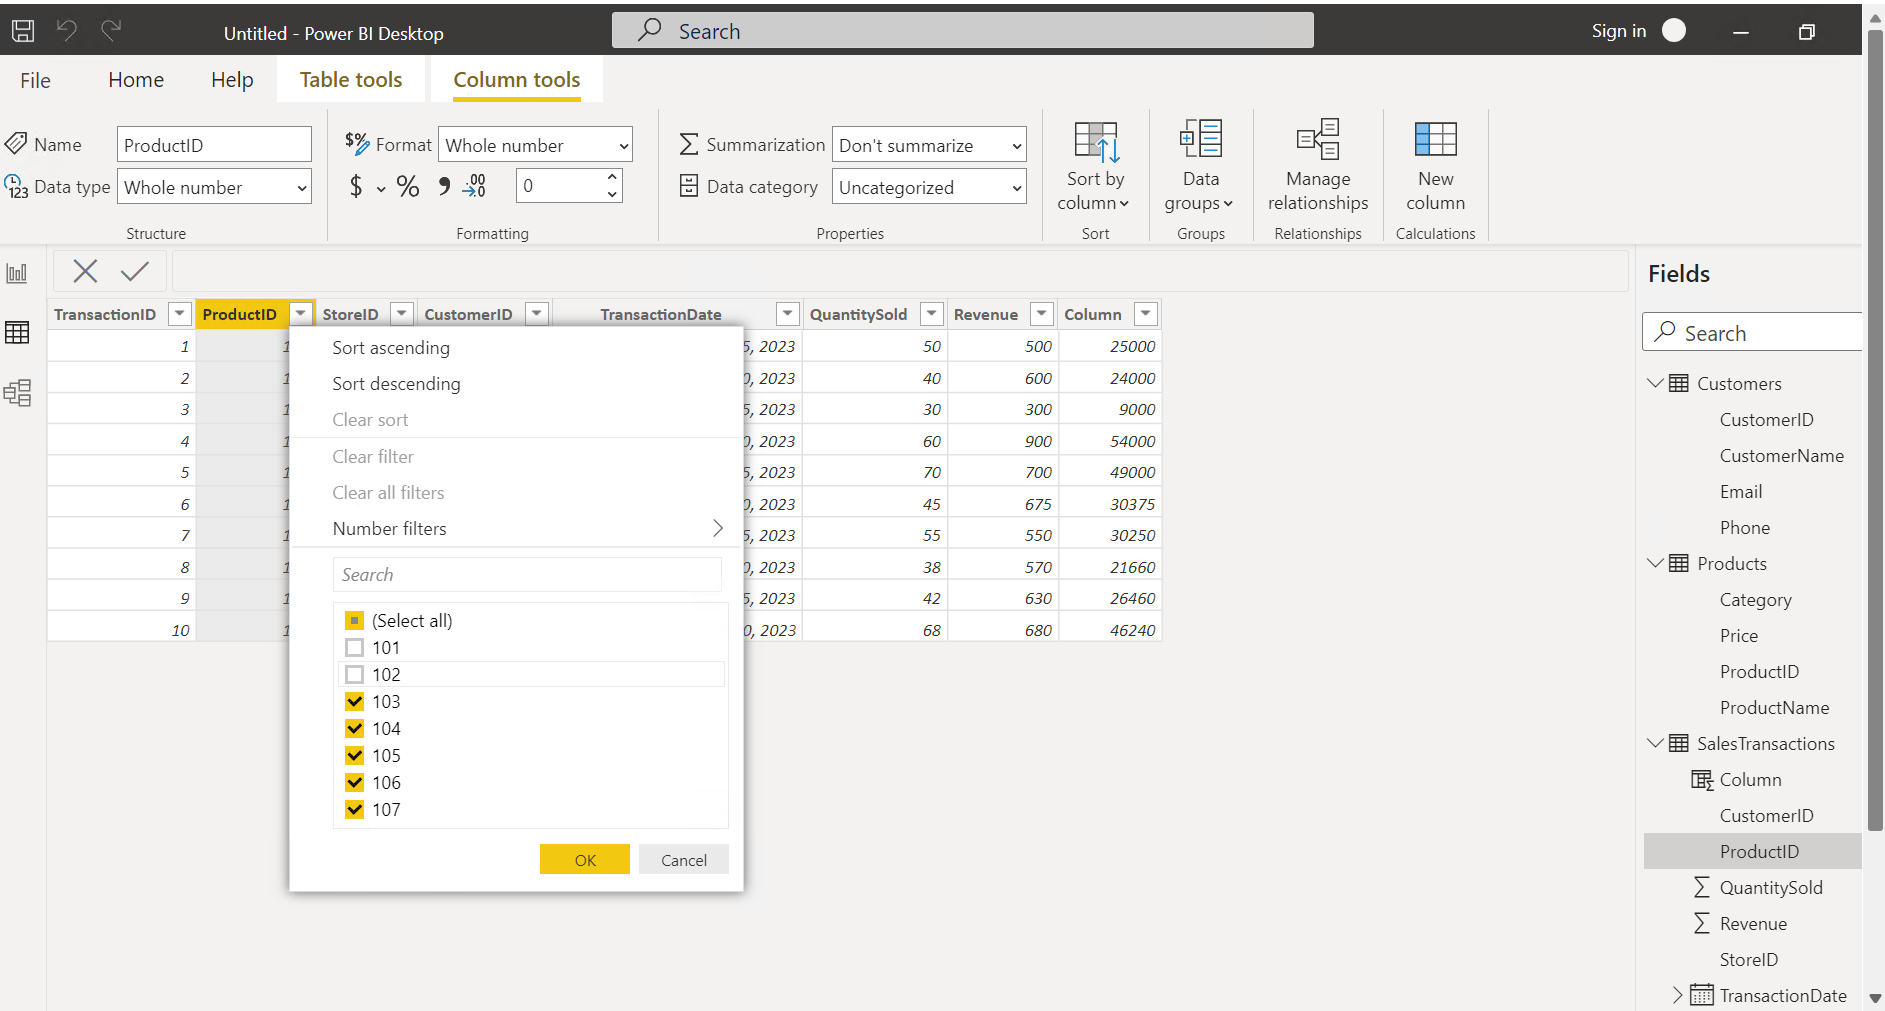 Untitled - Power BI Desktop
Search
Sign in
File
Home
Help
Table tools
Column tools
Name
ProductID
Data type
Whole number
Structure
$% Format
Whole number
$ % , .00 0
0
Formatting
Summarization
Don't summarize
Data category
Uncategorized
Properties
Sort by
column
Sort
Data
groups
Groups
Manage
relationships
Relationships
New
column
Calculations
TransactionID ProductID StoreID CustomerID TransactionDate QuantitySold Revenue Column
1 1 5, 2023 50 500 25000
2 1 0, 2023 40 600 24000
3 1 5, 2023 30 300 9000
4 1 0, 2023 60 900 54000
5 1 5, 2023 70 700 49000
6 1 0, 2023 45 675 30375
7 1 5, 2023 55 550 30250
8 1 0, 2023 38 570 21660
9 1 5, 2023 42 630 26460
10 1 0, 2023 68 680 46240
Sort ascending
Sort descending
Clear sort
Clear filter
Clear all filters
Number filters
Search
(Select all)
101
102
103
104
105
106
107
OK
Cancel
Fields
Search
Customers
CustomerID
CustomerName
Email
Phone
Products
Category
Price
ProductID
ProductName
SalesTransactions
Column
CustomerID
ProductID
QuantitySold
Revenue
StoreID
TransactionDate